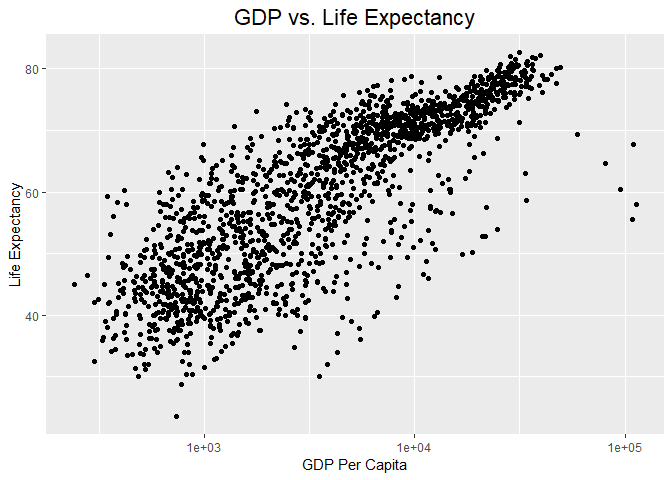 GDP vs. Life Expectancy
80
60
40
Life Expectancy
1e+03 1e+04 1e+05
GDP Per Capita